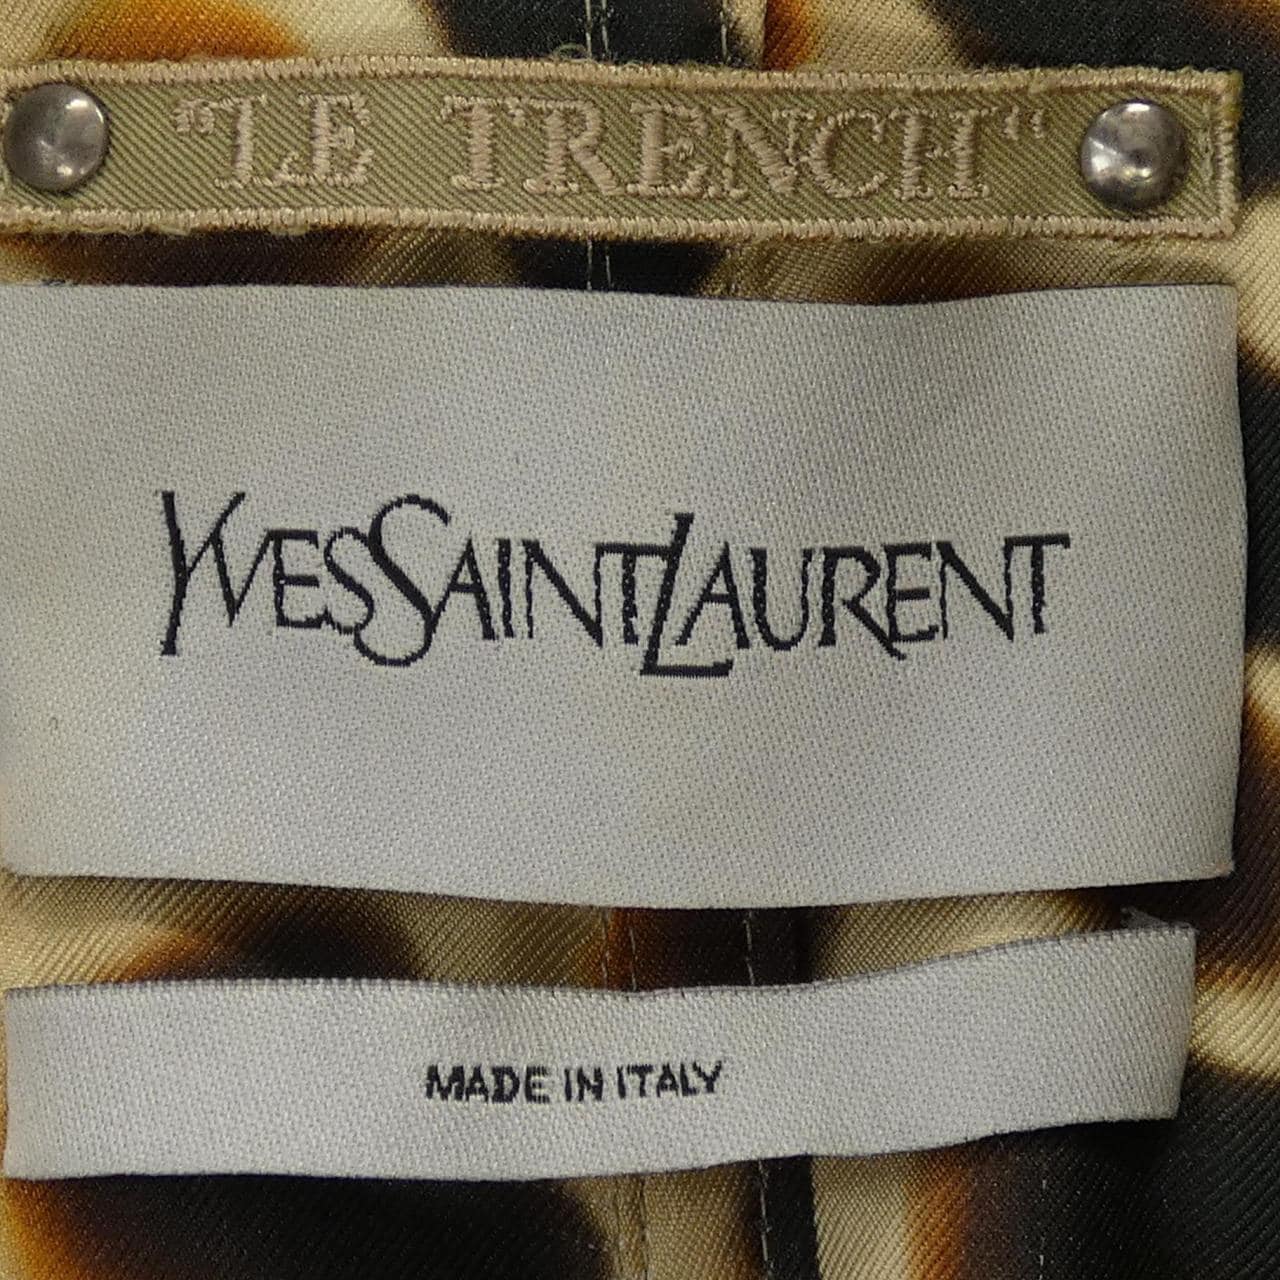 "LE TRENCH"
YVESSAINTLAURENT
MADE IN ITALY